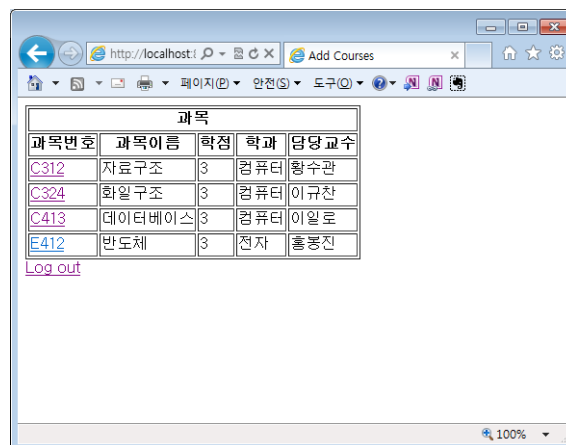 http://localhost:
Add Courses
페이지(P) 안전(S) 도구(O)
과목
과목번호 과목이름 학점 학과 담당교수
C312 자료구조 3 컴퓨터 황수관
C324 화일구조 3 컴퓨터 이규찬
C413 데이터베이스 3 컴퓨터 이일로
E412 반도체 3 전자 홍봉진
Log out
100%